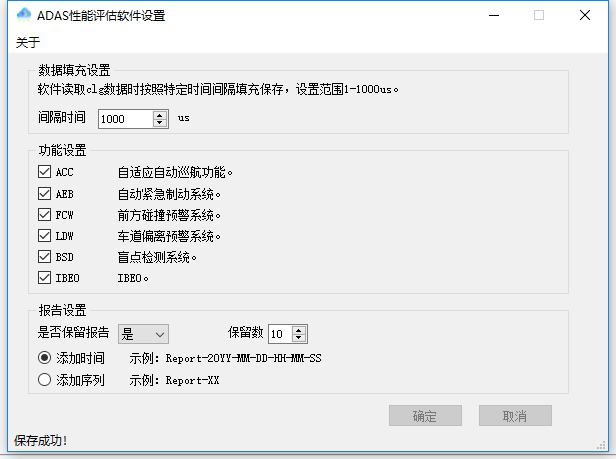 ADAS性能评估软件设置
关于
数据填充设置
软件读取clg数据时按照特定时间间隔填充保存，设置范围1-1000us。
间隔时间 1000 us
功能设置
ACC 自适应自动巡航功能。
AEB 自动紧急制动系统。
FCW 前方碰撞预警系统。
LDW 车道偏离预警系统。
BSD 盲点检测系统。
IBEO IBEO。
报告设置
是否保留报告 是 保留数 10
添加时间 示例：Report-20YY-MM-DD-HH-MM-SS
添加序列 示例：Report-XX
确定 取消
保存成功！